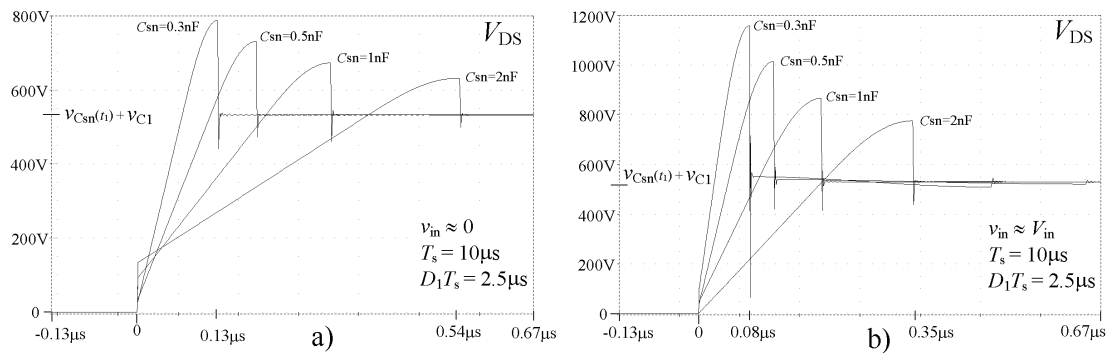 800V
600V
400V
200V
0
Csn=0.3nF
Csn=0.5nF
Csn=1nF
Csn=2nF
VDS
vCsn(t1) + vC1
vin ≈ 0
Ts = 10µs
D1Ts = 2.5µs
-0.13µs
0
0.13µs
0.54µs
0.67µs
a)
1200V
1000V
800V
600V
400V
200V
0
Csn=0.3nF
Csn=0.5nF
Csn=1nF
Csn=2nF
VDS
vCsn(t1) + vC1
vin ≈ Vin
Ts = 10µs
D1Ts = 2.5µs
-0.13µs
0
0.08µs
0.35µs
0.67µs
b)